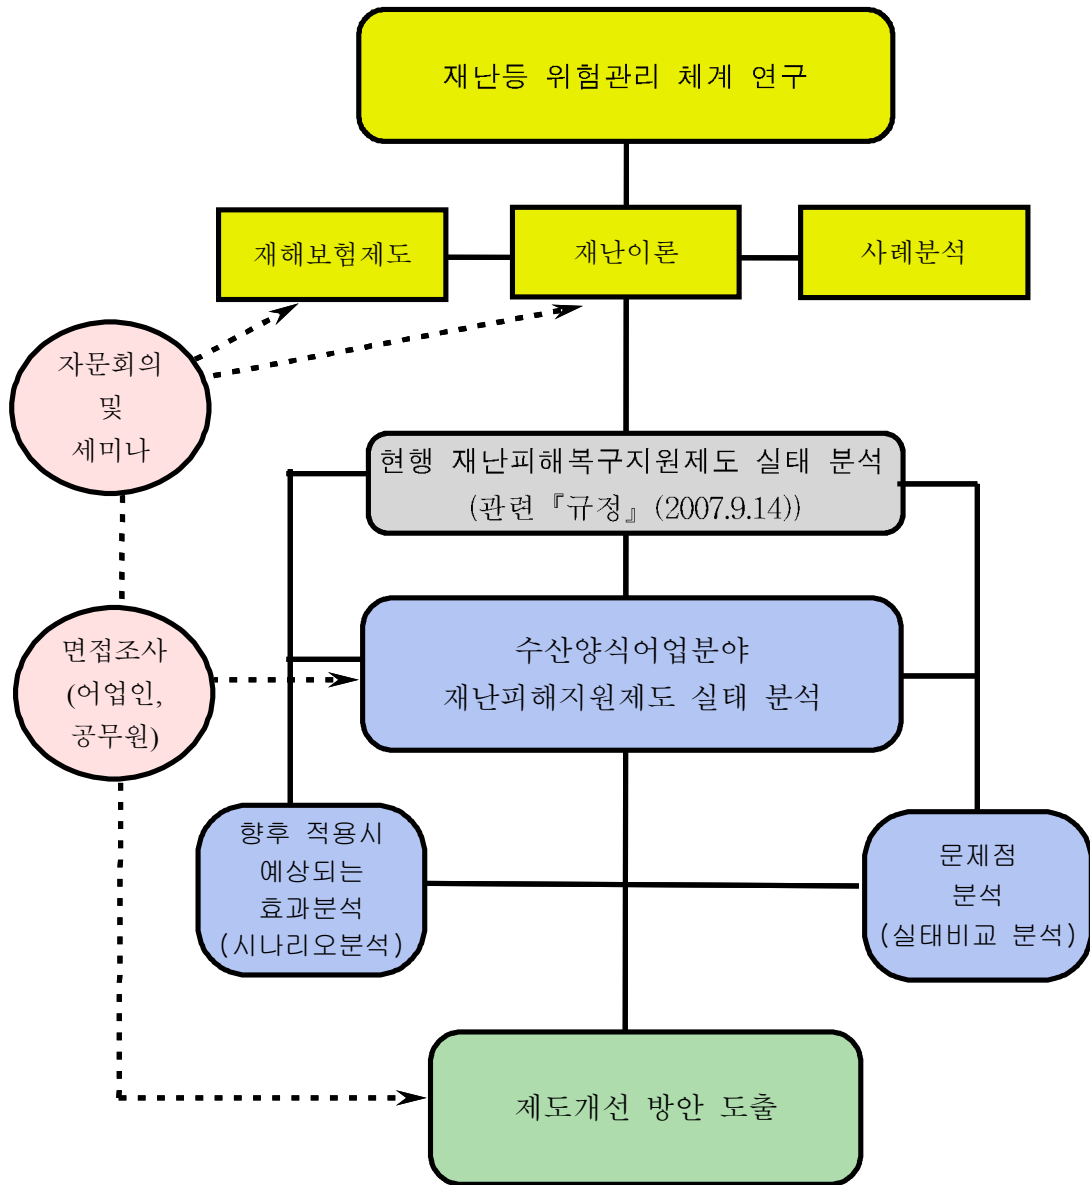 재난등 위험관리 체계 연구
재해보험제도
재난이론
사례분석
자문회의
및
세미나
현행 재난피해복구지원제도 실태 분석
(관련『규정』(2007.9.14))
면접조사
(어업인,
공무원)
수산양식어업분야
재난피해지원제도 실태 분석
향후 적용시
예상되는
효과분석
(시나리오분석)
문제점
분석
(실태비교 분석)
제도개선 방안 도출